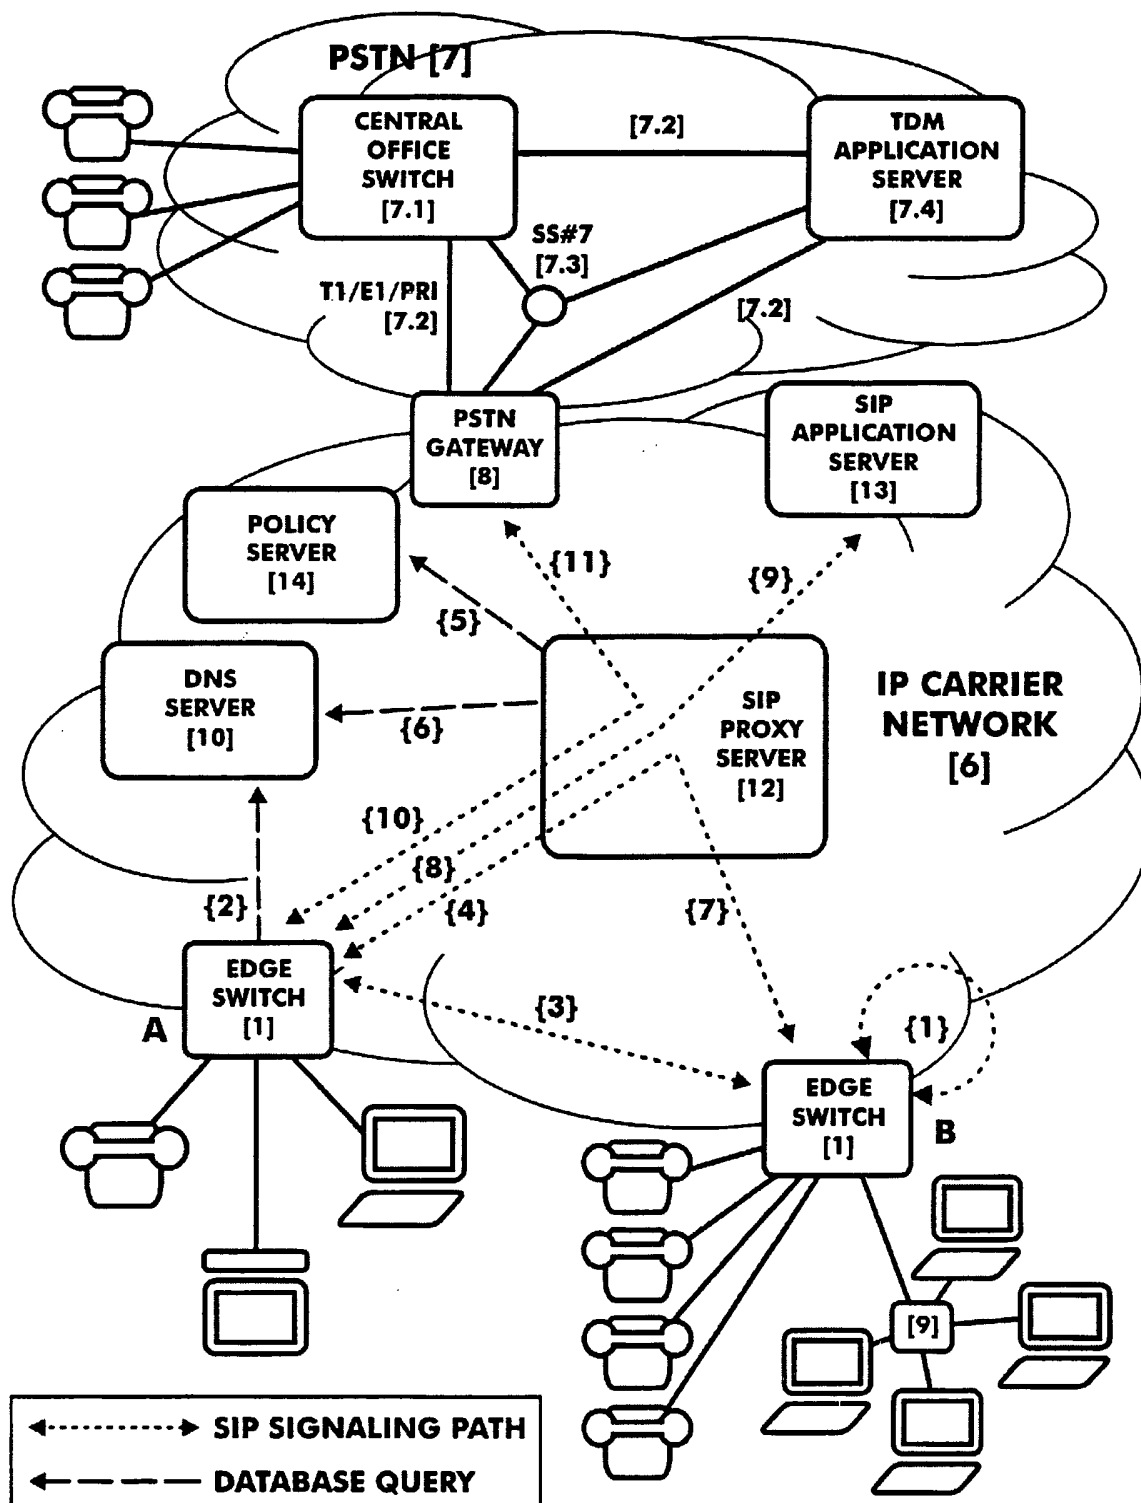 PSTN [7]
CENTRAL
OFFICE
SWITCH
[7.1]
[7.2]
TDM
APPLICATION
SERVER
[7.4]
SS#7
[7.3]
T1/E1/PRI
[7.2]
[7.2]
PSTN
GATEWAY
[8]
SIP
APPLICATION
SERVER
[13]
POLICY
SERVER
[14]
{11}
{9}
{5}
DNS
SERVER
[10]
{6}
SIP
PROXY
SERVER
[12]
IP CARRIER
NETWORK
[6]
{10}
{8}
{4}
{2}
{7}
EDGE
SWITCH
[1]
A
{3}
{1}
EDGE
SWITCH
[1]
B
[9]
SIP SIGNALING PATH
DATABASE QUERY